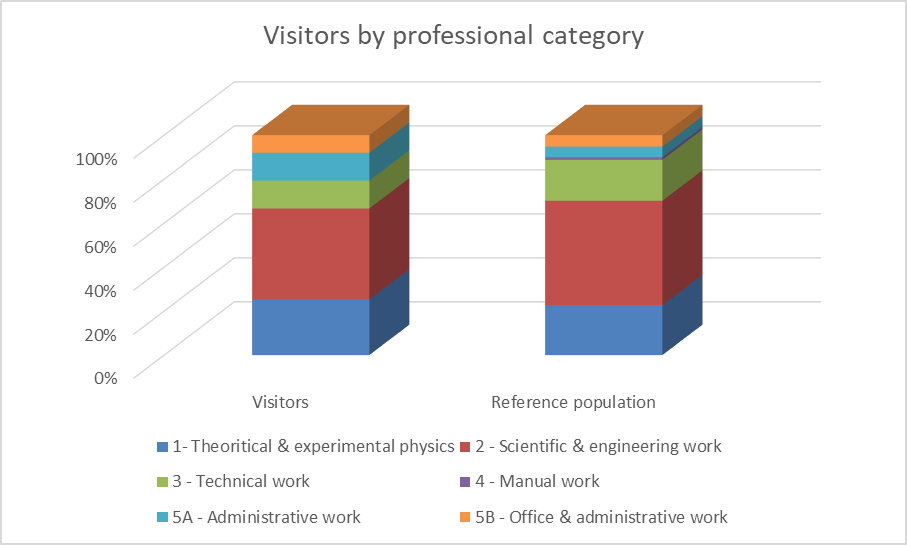 Visitors by professional category
100%
80%
60%
40%
20%
0%
Visitors Reference population
1- Theoritical & experimental physics 2 - Scientific & engineering work
3 - Technical work 4 - Manual work
5A - Administrative work 5B - Office & administrative work